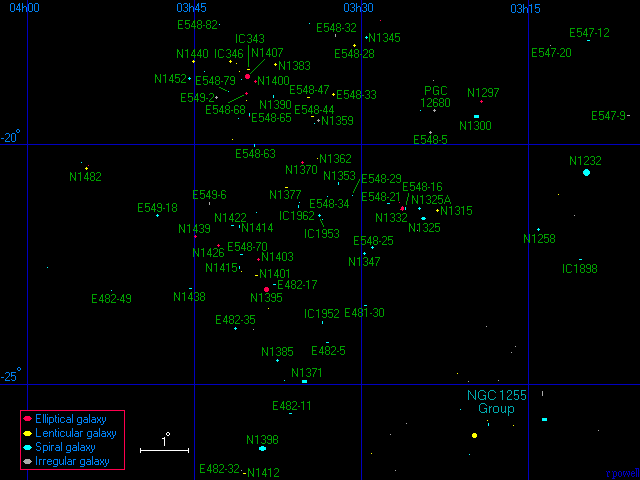 04h00 03h45 03h30 03h15
E548-82 E548-32 E547-12
IC343 N1345
N1440 IC346 N1407 E548-28 E547-20
N1383
N1452 E548-79 N1400 E548-47 E548-33 PGC N1297
E549-2 N1390 12680
E548-68 E548-44
E548-65 N1359 N1300 E547-9
E548-5
-20°
E548-63 N1362 N1232
N1482 N1370 N1353 E548-29
E549-6 N1377 E548-16
E548-34 E548-21 N1325A
E549-18 N1422 IC1962 N1332 N1315
N1439 N1414 IC1953 N1325
N1426 E548-70 E548-25 N1258
N1403 N1347
N1415 N1401 IC1898
E482-49 N1438 E482-17
N1395
E482-35 IC1952 E481-30
N1385 E482-5
-25° N1371
E482-11 NGC 1255
Group
Elliptical galaxy
Lenticular galaxy
Spiral galaxy
Irregular galaxy
1°
N1398
E482-32
N1412
cpowell